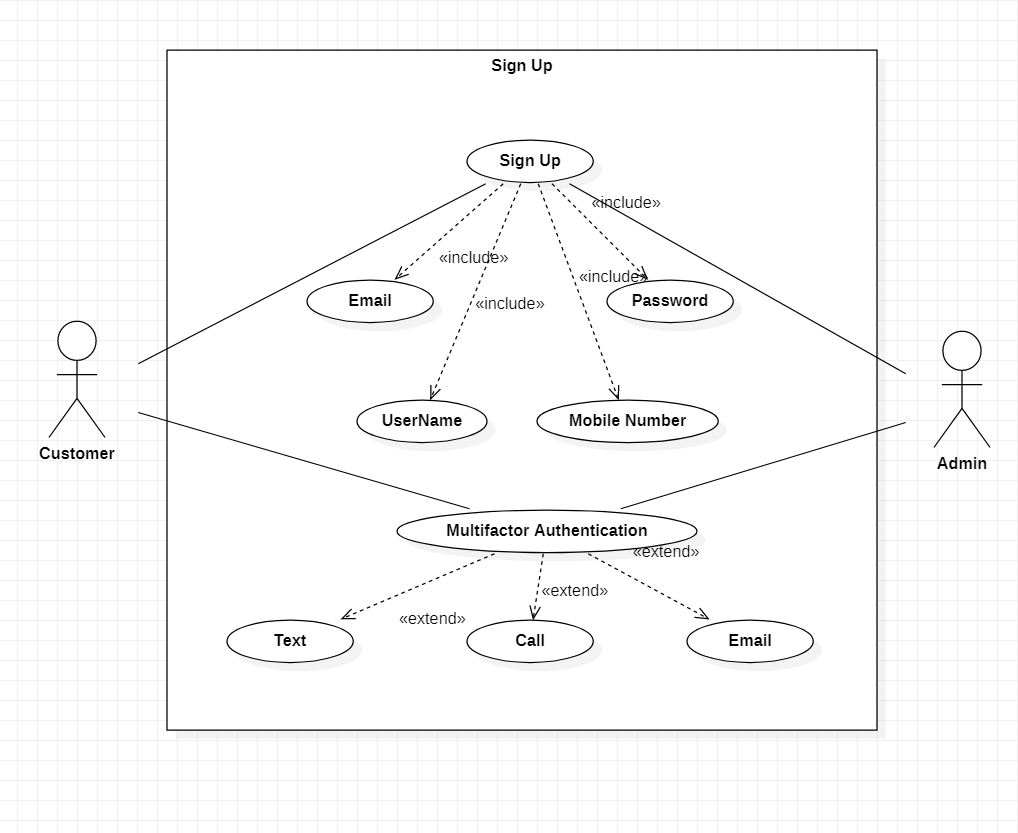 Sign Up
Sign Up
«include»
«include»
«include»
Email
Password
«include»
UserName
Mobile Number
Customer
Admin
Multifactor Authentication
«extend»
«extend»
«extend»
Text
Call
Email